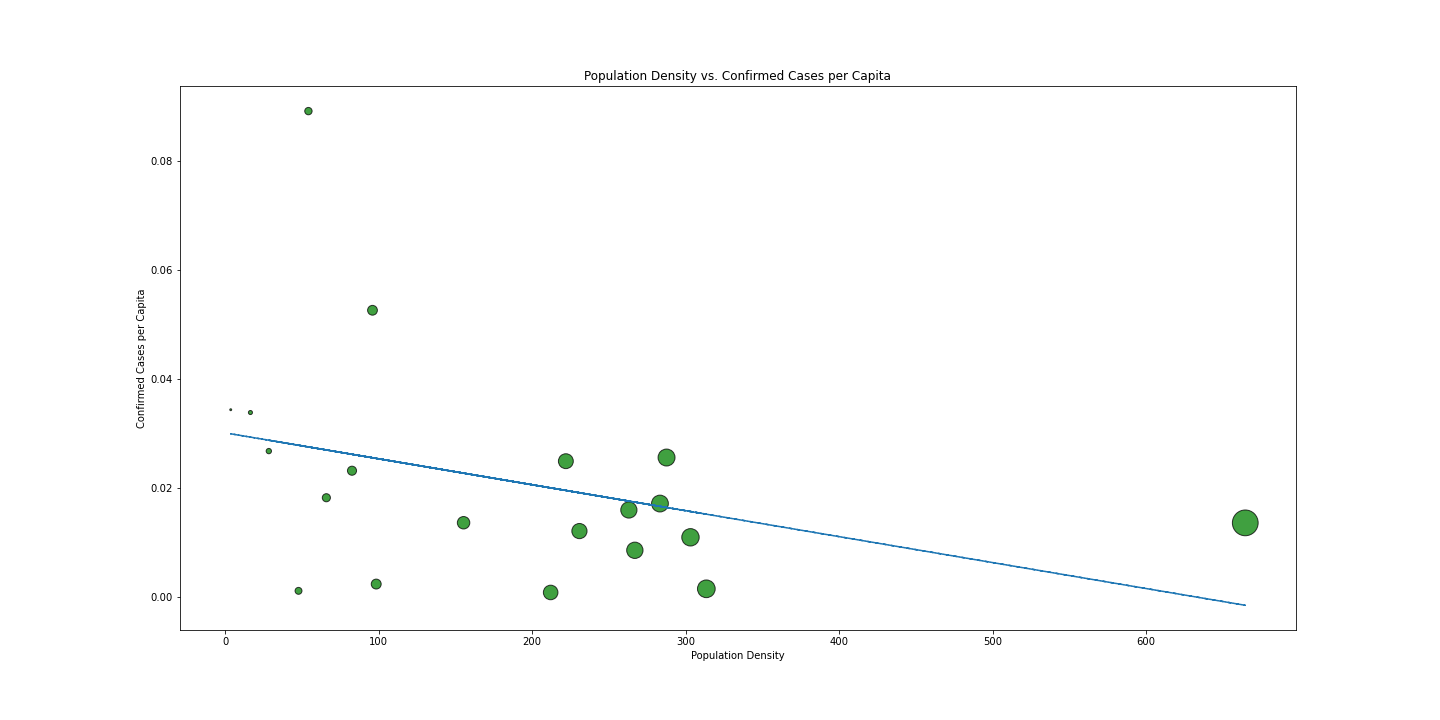 Population Density vs. Confirmed Cases per Capita
Confirmed Cases per Capita
0.08
0.06
0.04
0.02
0.00
0 100 200 300 400 500 600
Population Density